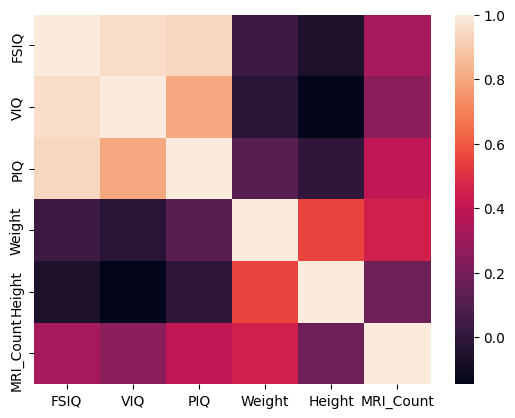 FSIQ
VIQ
PIQ
Weight
Height
MRI_Count
FSIQ VIQ PIQ Weight Height MRI_Count
1.0
0.8
0.6
0.4
0.2
0.0